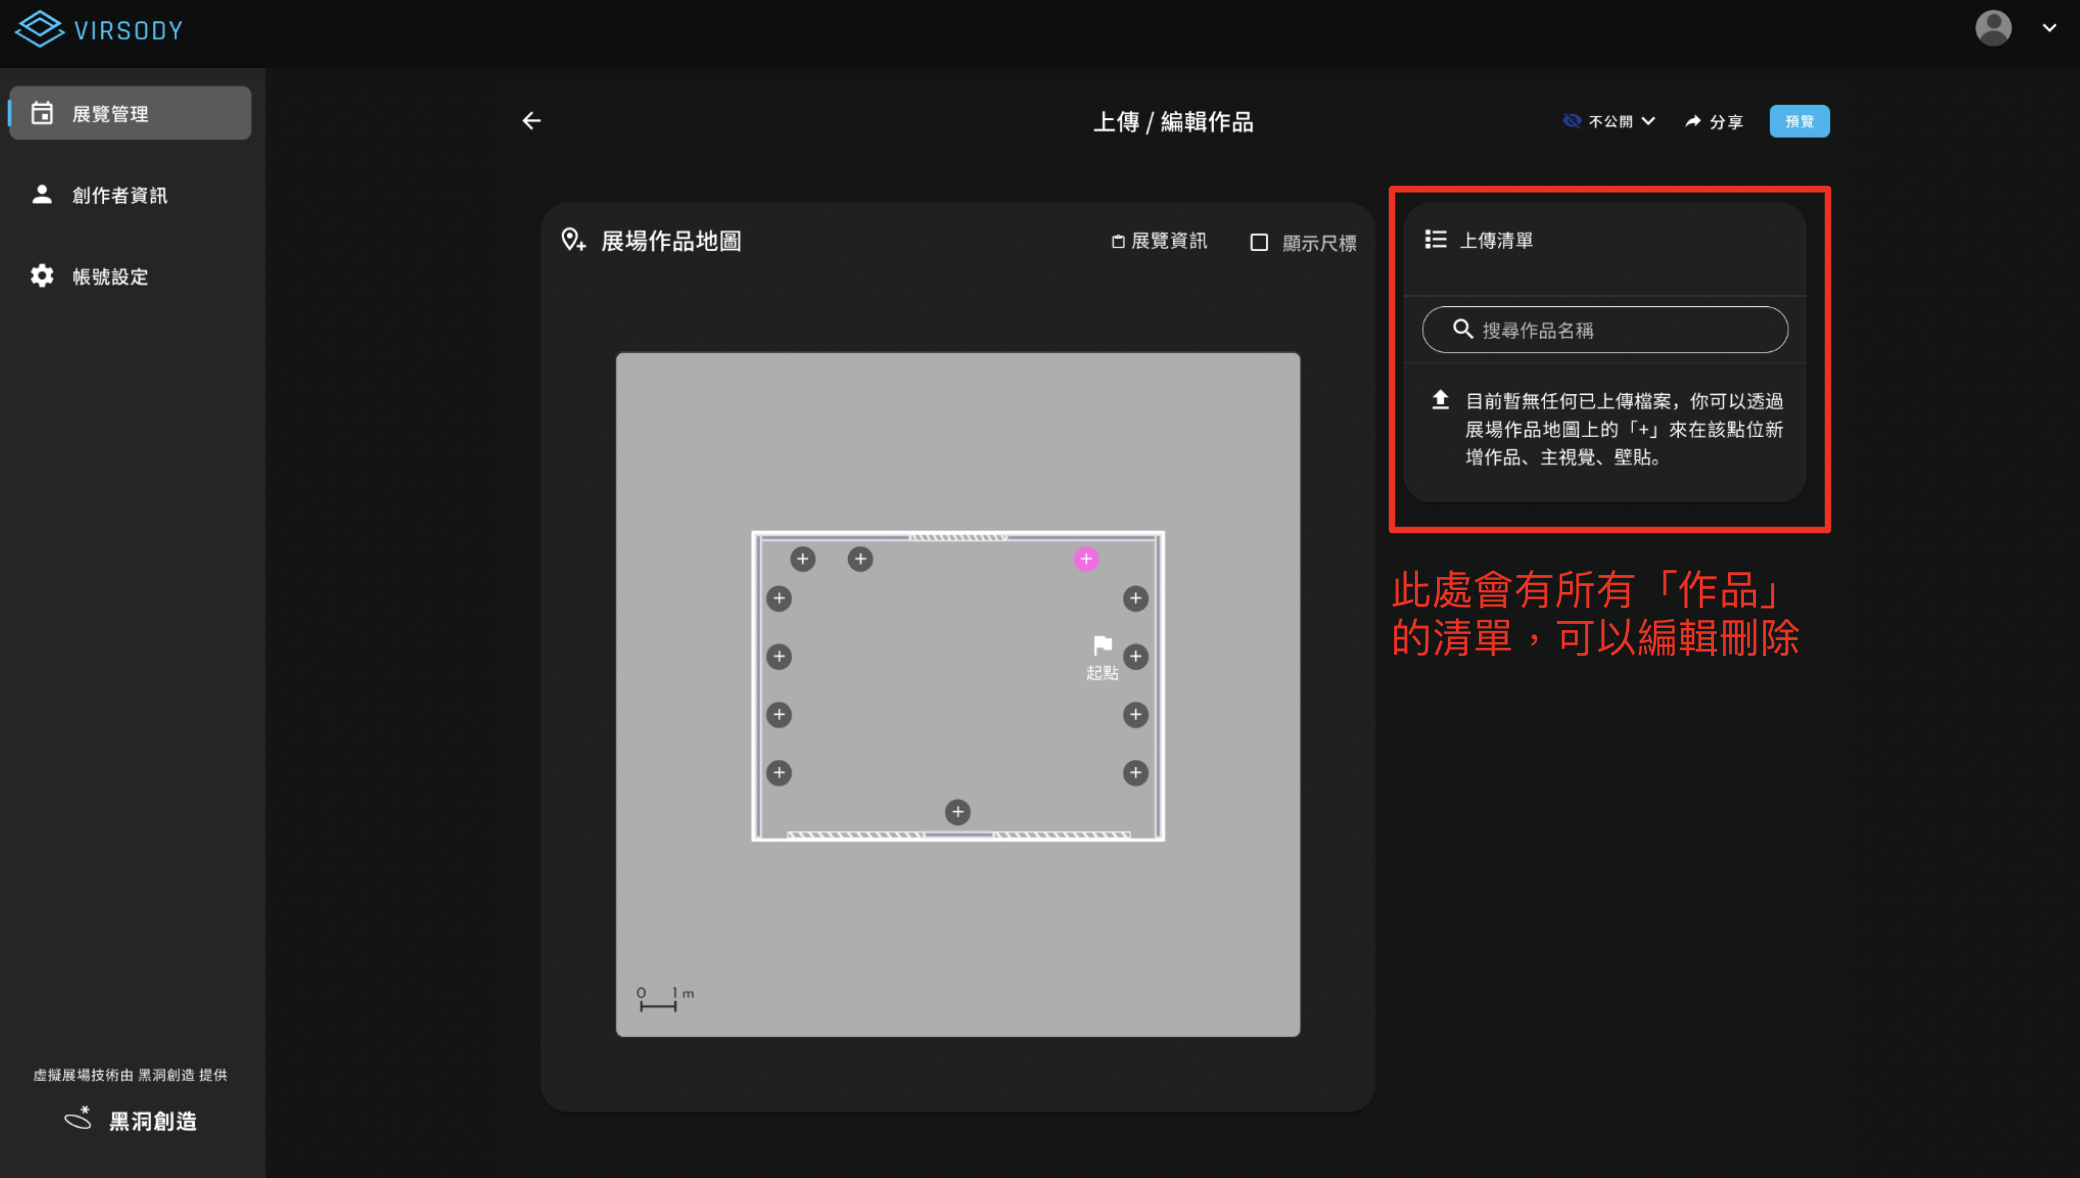 VIRSODY
展覽管理
創作者資訊
帳號設定
上傳 / 編輯作品
不公開
分享
預覽
展場作品地圖
展覽資訊
顯示尺標
上傳清單
搜尋作品名稱
目前暫無任何已上傳檔案，你可以透過
展場作品地圖上的「+」來在該點位新
增作品、主視覺、壁貼。
此處會有所有「作品」
的清單，可以編輯刪除
起點
0 1 m
虛擬展場技術由 黑洞創造 提供
黑洞創造